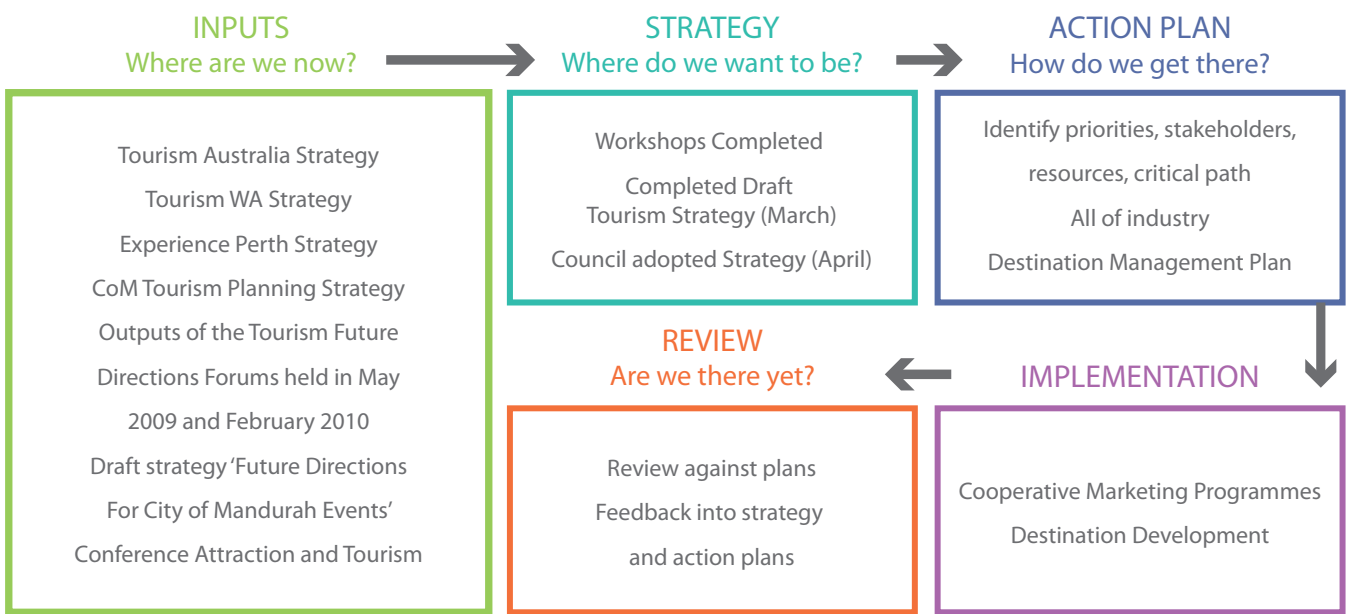 INPUTS
Where are we now?
Tourism Australia Strategy
Tourism WA Strategy
Experience Perth Strategy
CoM Tourism Planning Strategy
Outputs of the Tourism Future
Directions Forums held in May
2009 and February 2010
Draft strategy ‘Future Directions
For City of Mandurah Events’
Conference Attraction and Tourism
STRATEGY
Where do we want to be?
Workshops Completed
Completed Draft
Tourism Strategy (March)
Council adopted Strategy (April)
ACTION PLAN
How do we get there?
Identify priorities, stakeholders,
resources, critical path
All of industry
Destination Management Plan
IMPLEMENTATION
Cooperative Marketing Programmes
Destination Development
REVIEW
Are we there yet?
Review against plans
Feedback into strategy
and action plans